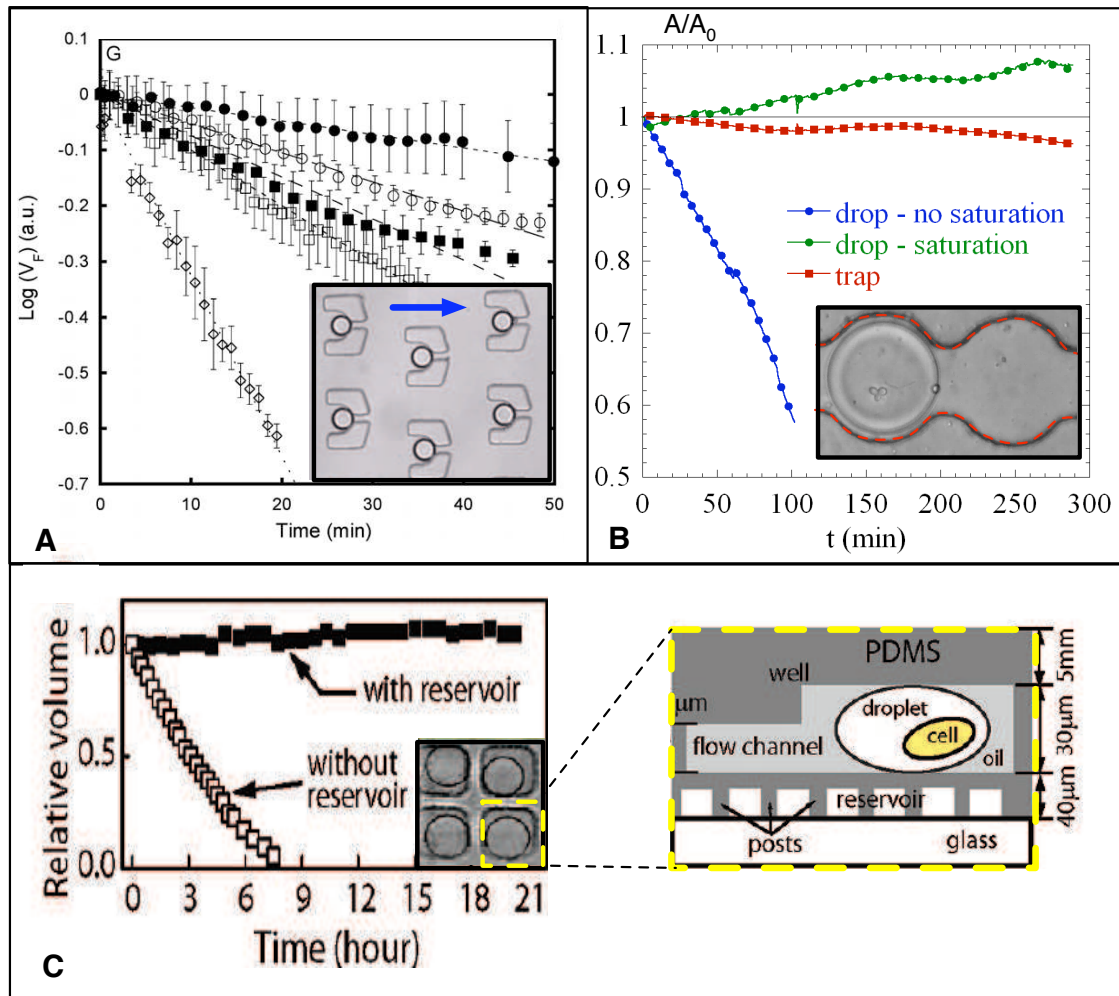 G
0.1
0
-0.1
-0.2
-0.3
-0.4
-0.5
-0.6
-0.7
Log (V_F) (a.u.)
0 10 20 30 40 50
Time (min)
A
A/A_0
1.1
1
0.9
0.8
0.7
0.6
0.5
drop - no saturation
drop - saturation
trap
0 50 100 150 200 250 300
t (min)
B
Relative volume
1.0
0.5
0.0
with reservoir
without
reservoir
0 3 6 9 12 15 18 21
Time (hour)
C
PDMS
well
µm
droplet
cell
flow channel
oil
reservoir
posts
glass
5mm
30µm
40µm